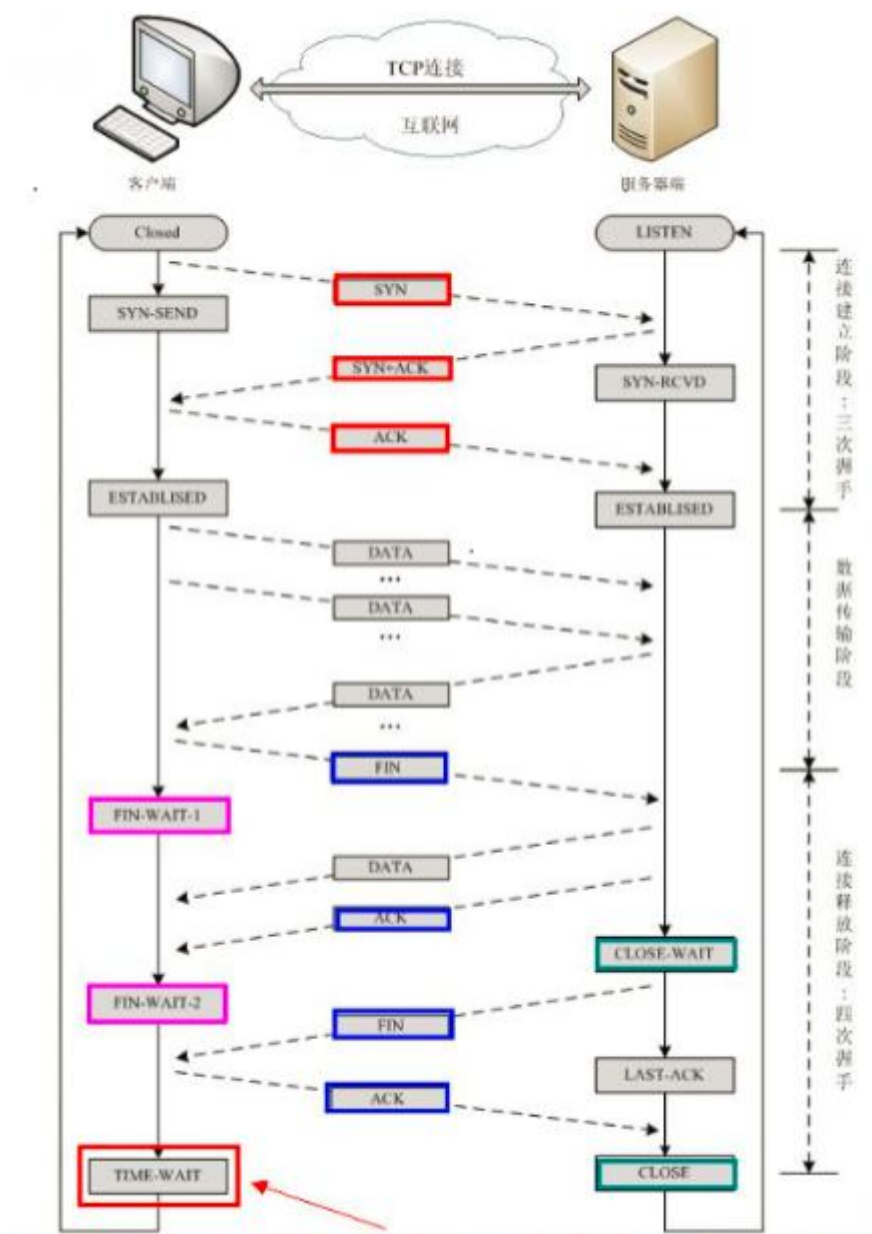 TCP连接
互联网
客户端
服务器端
Closed
LISTEN
SYN
SYN-SEND
SYN+ACK
SYN-RCVD
ACK
ESTABLISED
ESTABLISED
连接建立阶段：三次握手
DATA
...
DATA
...
DATA
...
数据传输阶段
FIN
FIN-WAIT-1
DATA
ACK
CLOSE-WAIT
FIN-WAIT-2
FIN
LAST-ACK
ACK
TIME-WAIT
CLOSE
连接释放阶段：四次握手